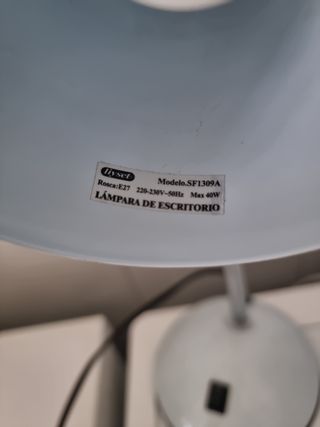 livset
Modelo.SF1309A
Rosca:E27 220-230V~50Hz Max 40W
LÁMPARA DE ESCRITORIO